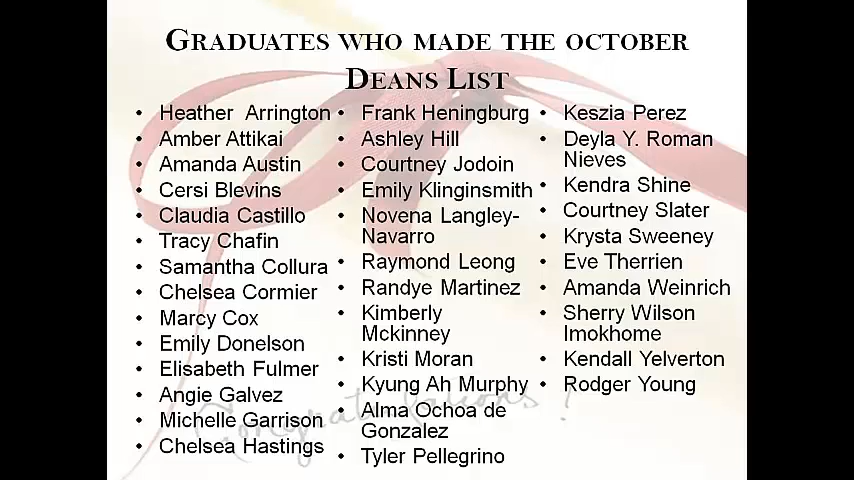 GRADUATES WHO MADE THE OCTOBER
DEANS LIST
• Heather Arrington
• Amber Attikai
• Amanda Austin
• Cersi Blevins
• Claudia Castillo
• Tracy Chafin
• Samantha Collura
• Chelsea Cormier
• Marcy Cox
• Emily Donelson
• Elisabeth Fulmer
• Angie Galvez
• Michelle Garrison
• Chelsea Hastings
• Frank Heningburg
• Ashley Hill
• Courtney Jodoin
• Emily Klinginsmith
• Novena Langley-
Navarro
• Raymond Leong
• Randye Martinez
• Kimberly
Mckinney
• Kristi Moran
• Kyung Ah Murphy
• Alma Ochoa de
Gonzalez
• Tyler Pellegrino
• Keszia Perez
• Deyla Y. Roman
Nieves
• Kendra Shine
• Courtney Slater
• Krysta Sweeney
• Eve Therrien
• Amanda Weinrich
• Sherry Wilson
Imokhome
• Kendall Yelverton
• Rodger Young
Congratulations!